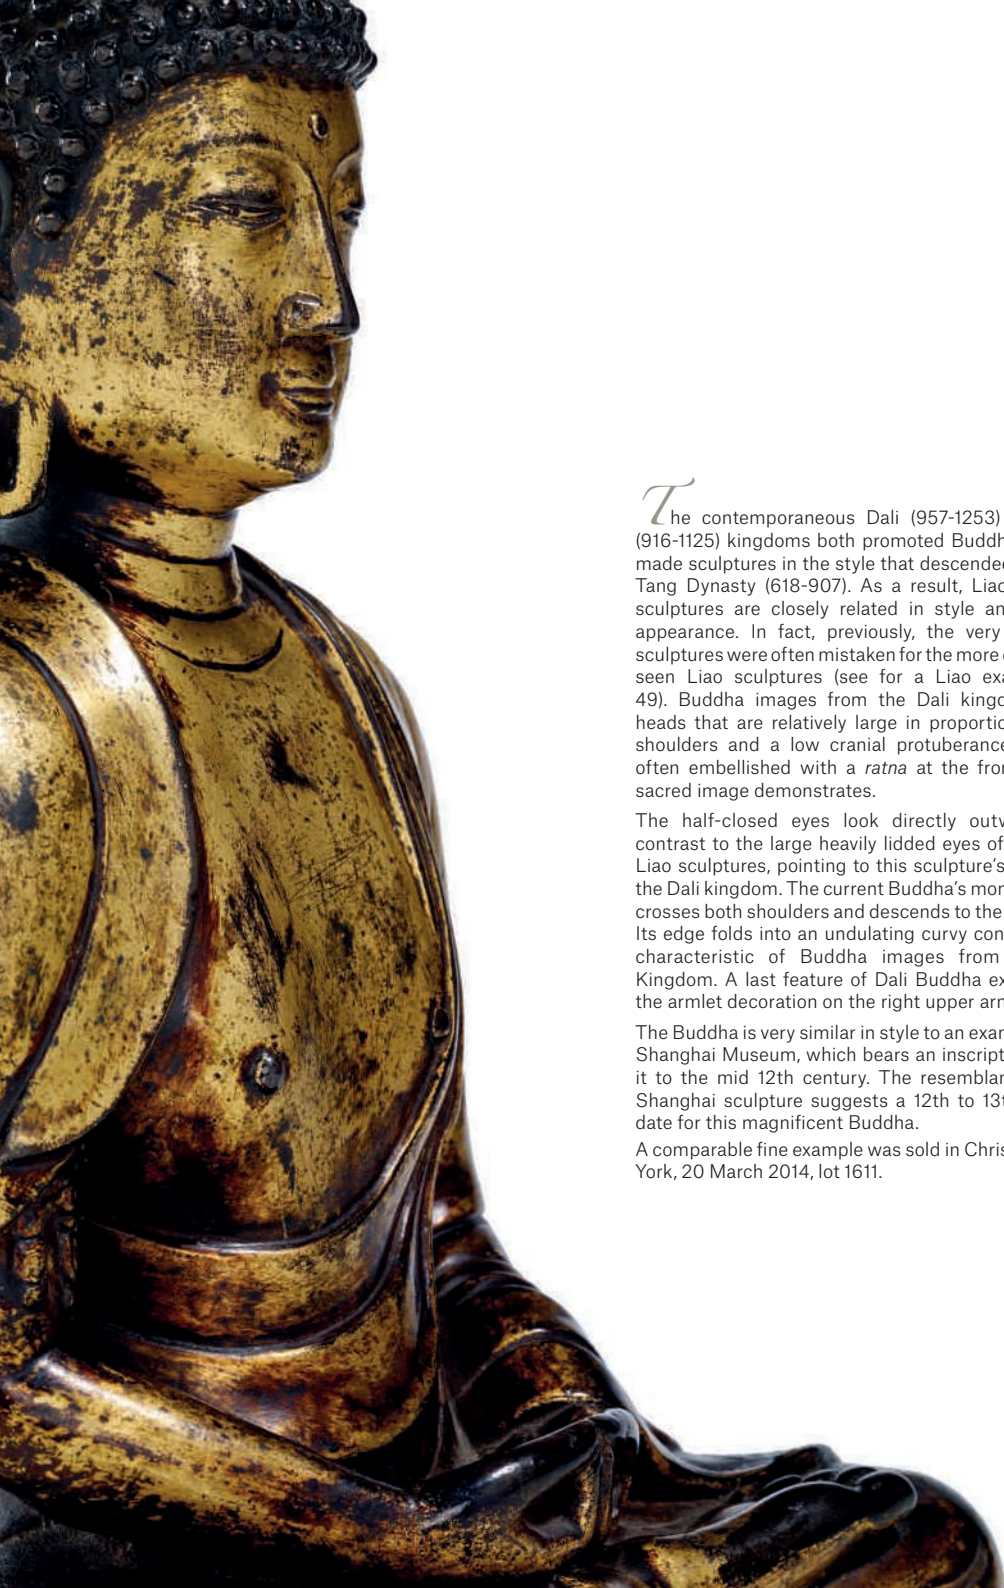 The contemporaneous Dali (957-1253)
(916-1125) kingdoms both promoted Buddh
made sculptures in the style that descended
Tang Dynasty (618-907). As a result, Liao
sculptures are closely related in style an
appearance. In fact, previously, the very
sculptures were often mistaken for the more
seen Liao sculptures (see for a Liao exa
49). Buddha images from the Dali kingd
heads that are relatively large in proportio
shoulders and a low cranial protuberance
often embellished with a ratna at the fron
sacred image demonstrates.
The half-closed eyes look directly outw
contrast to the large heavily lidded eyes of
Liao sculptures, pointing to this sculpture's
the Dali kingdom. The current Buddha's mon
crosses both shoulders and descends to the
Its edge folds into an undulating curvy con
characteristic of Buddha images from
Kingdom. A last feature of Dali Buddha ex
the armlet decoration on the right upper arm
The Buddha is very similar in style to an exam
Shanghai Museum, which bears an inscript
it to the mid 12th century. The resemblan
Shanghai sculpture suggests a 12th to 13t
date for this magnificent Buddha.
A comparable fine example was sold in Chris
York, 20 March 2014, lot 1611.